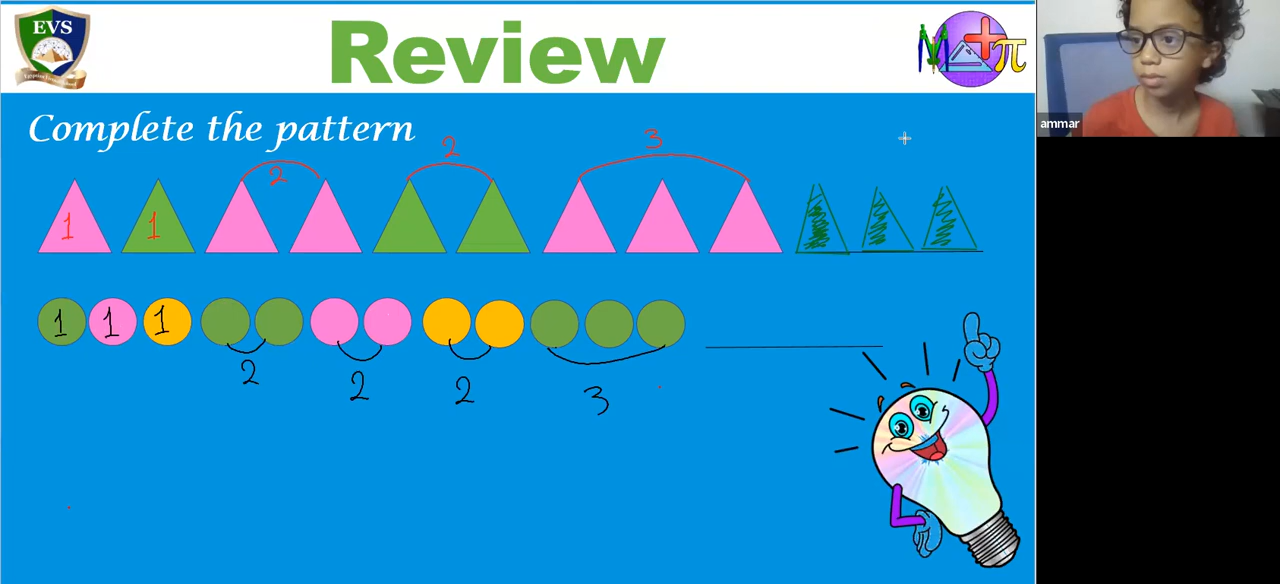 EVS
Review
M+π
Complete the pattern
2 2 3
1 1
1 1 1
2 2 2 3
ammar